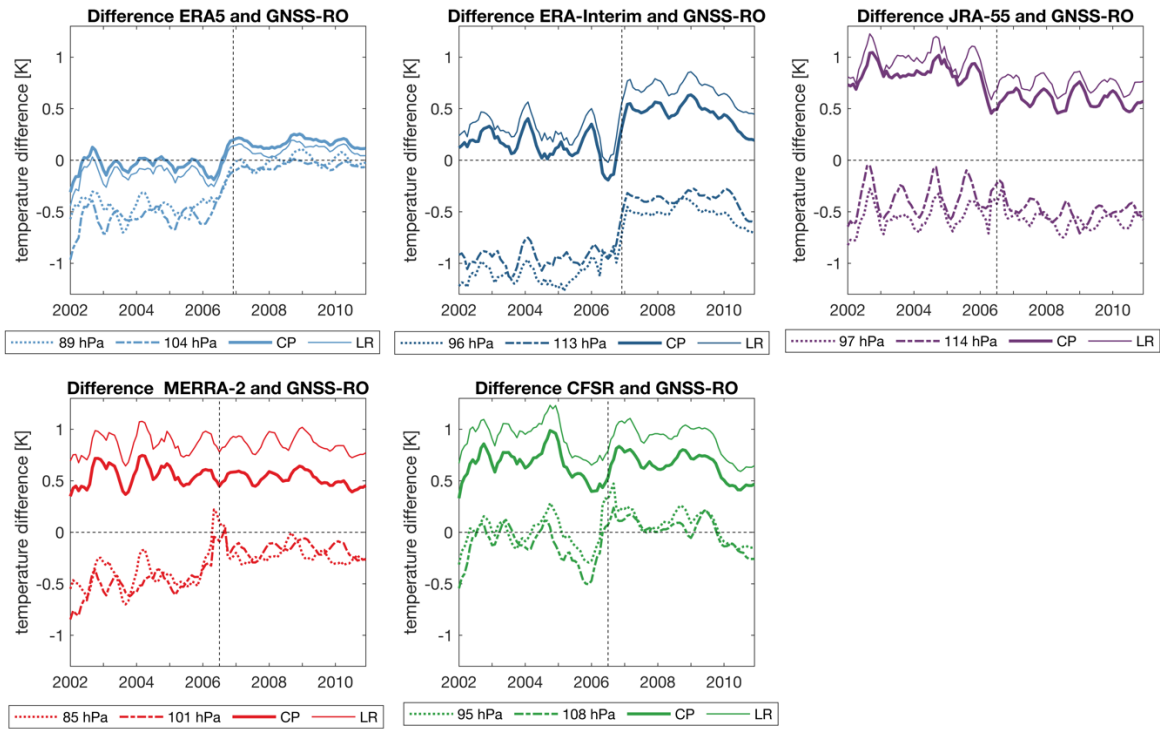 Difference ERA5 and GNSS-RO
temperature difference [K]
1
0.5
0
-0.5
-1
2002 2004 2006 2008 2010
89 hPa 104 hPa CP LR
Difference ERA-Interim and GNSS-RO
temperature difference [K]
1
0.5
0
-0.5
-1
2002 2004 2006 2008 2010
96 hPa 113 hPa CP LR
Difference JRA-55 and GNSS-RO
temperature difference [K]
1
0.5
0
-0.5
-1
2002 2004 2006 2008 2010
97 hPa 114 hPa CP LR
Difference MERRA-2 and GNSS-RO
temperature difference [K]
1
0.5
0
-0.5
-1
2002 2004 2006 2008 2010
85 hPa 101 hPa CP LR
Difference CFSR and GNSS-RO
temperature difference [K]
1
0.5
0
-0.5
-1
2002 2004 2006 2008 2010
95 hPa 108 hPa CP LR